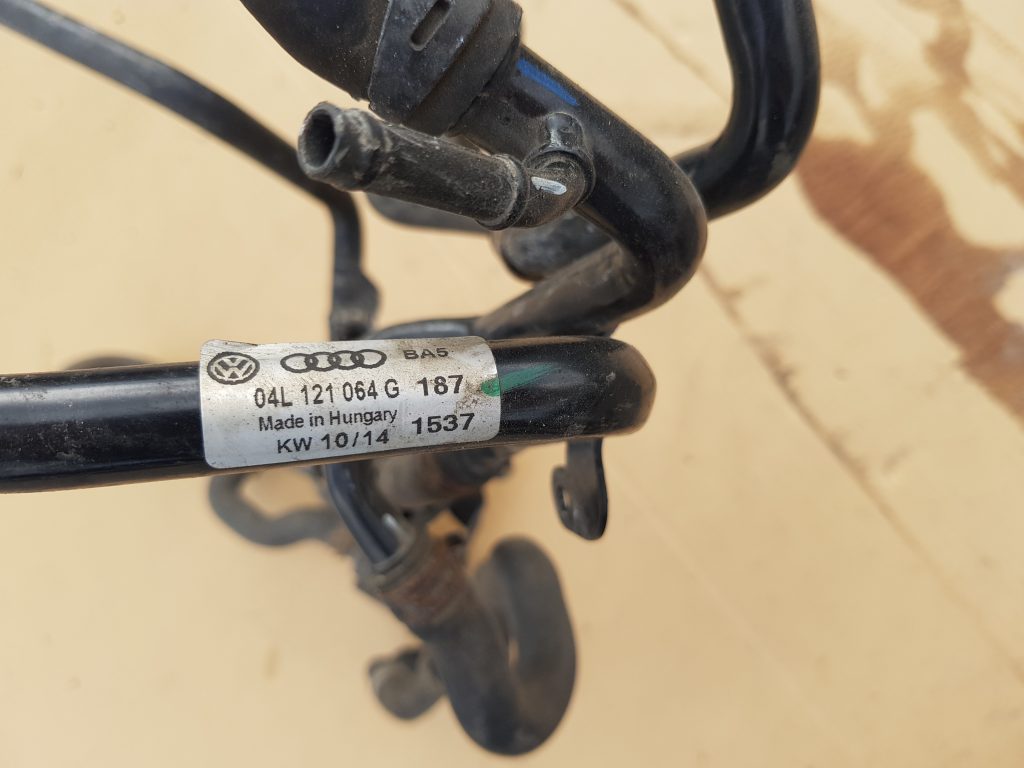 BA5
04L 121 064 G 187
Made in Hungary
KW 10/14 1537